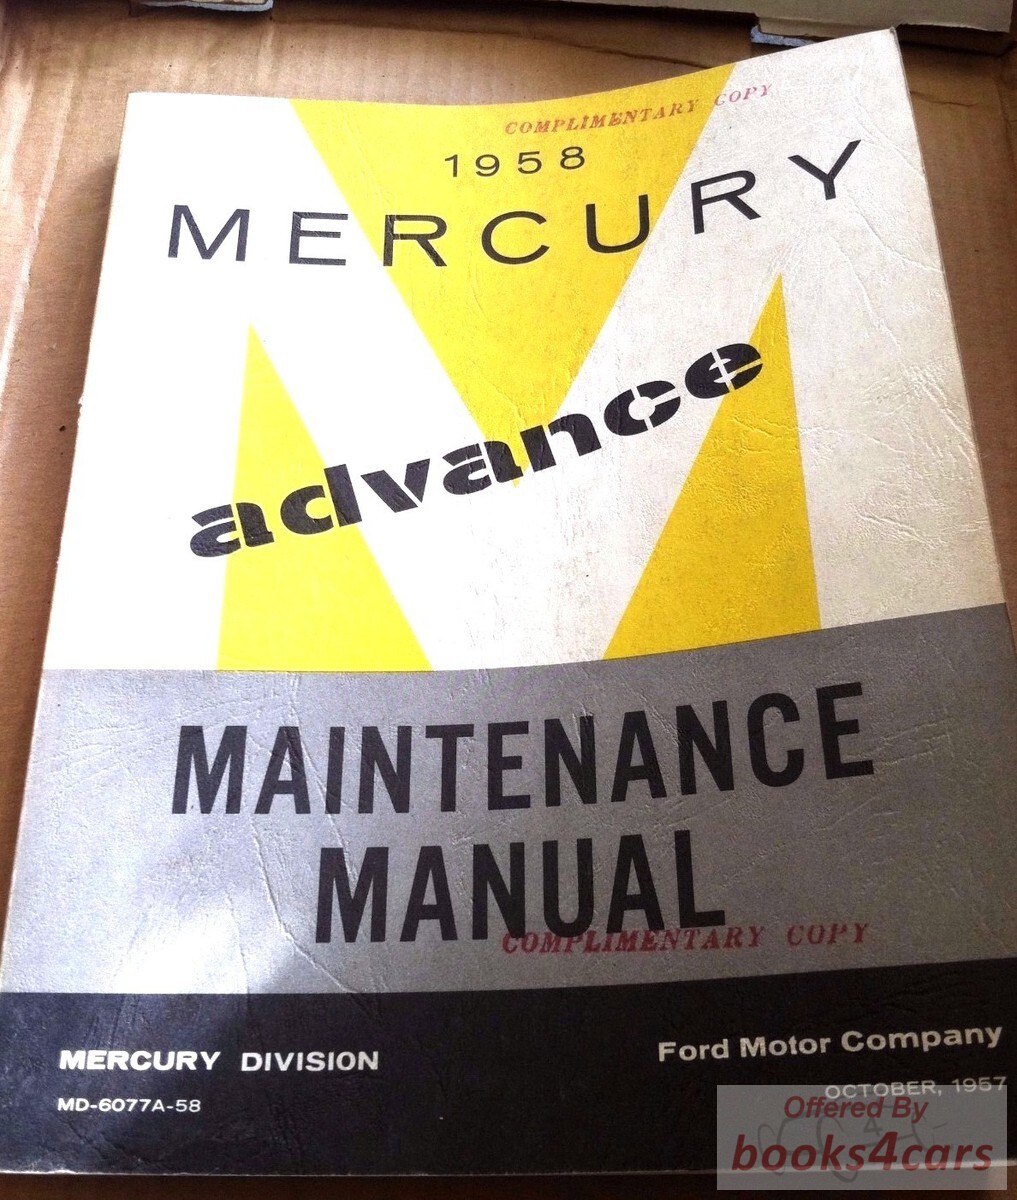 COMPLIMENTARY COPY
1958
MERCURY
advance
MAINTENANCE
MANUAL
COMPLIMENTARY COPY
MERCURY DIVISION
Ford Motor Company
MD-6077A-58
OCTOBER, 1957
Offered By
books4cars